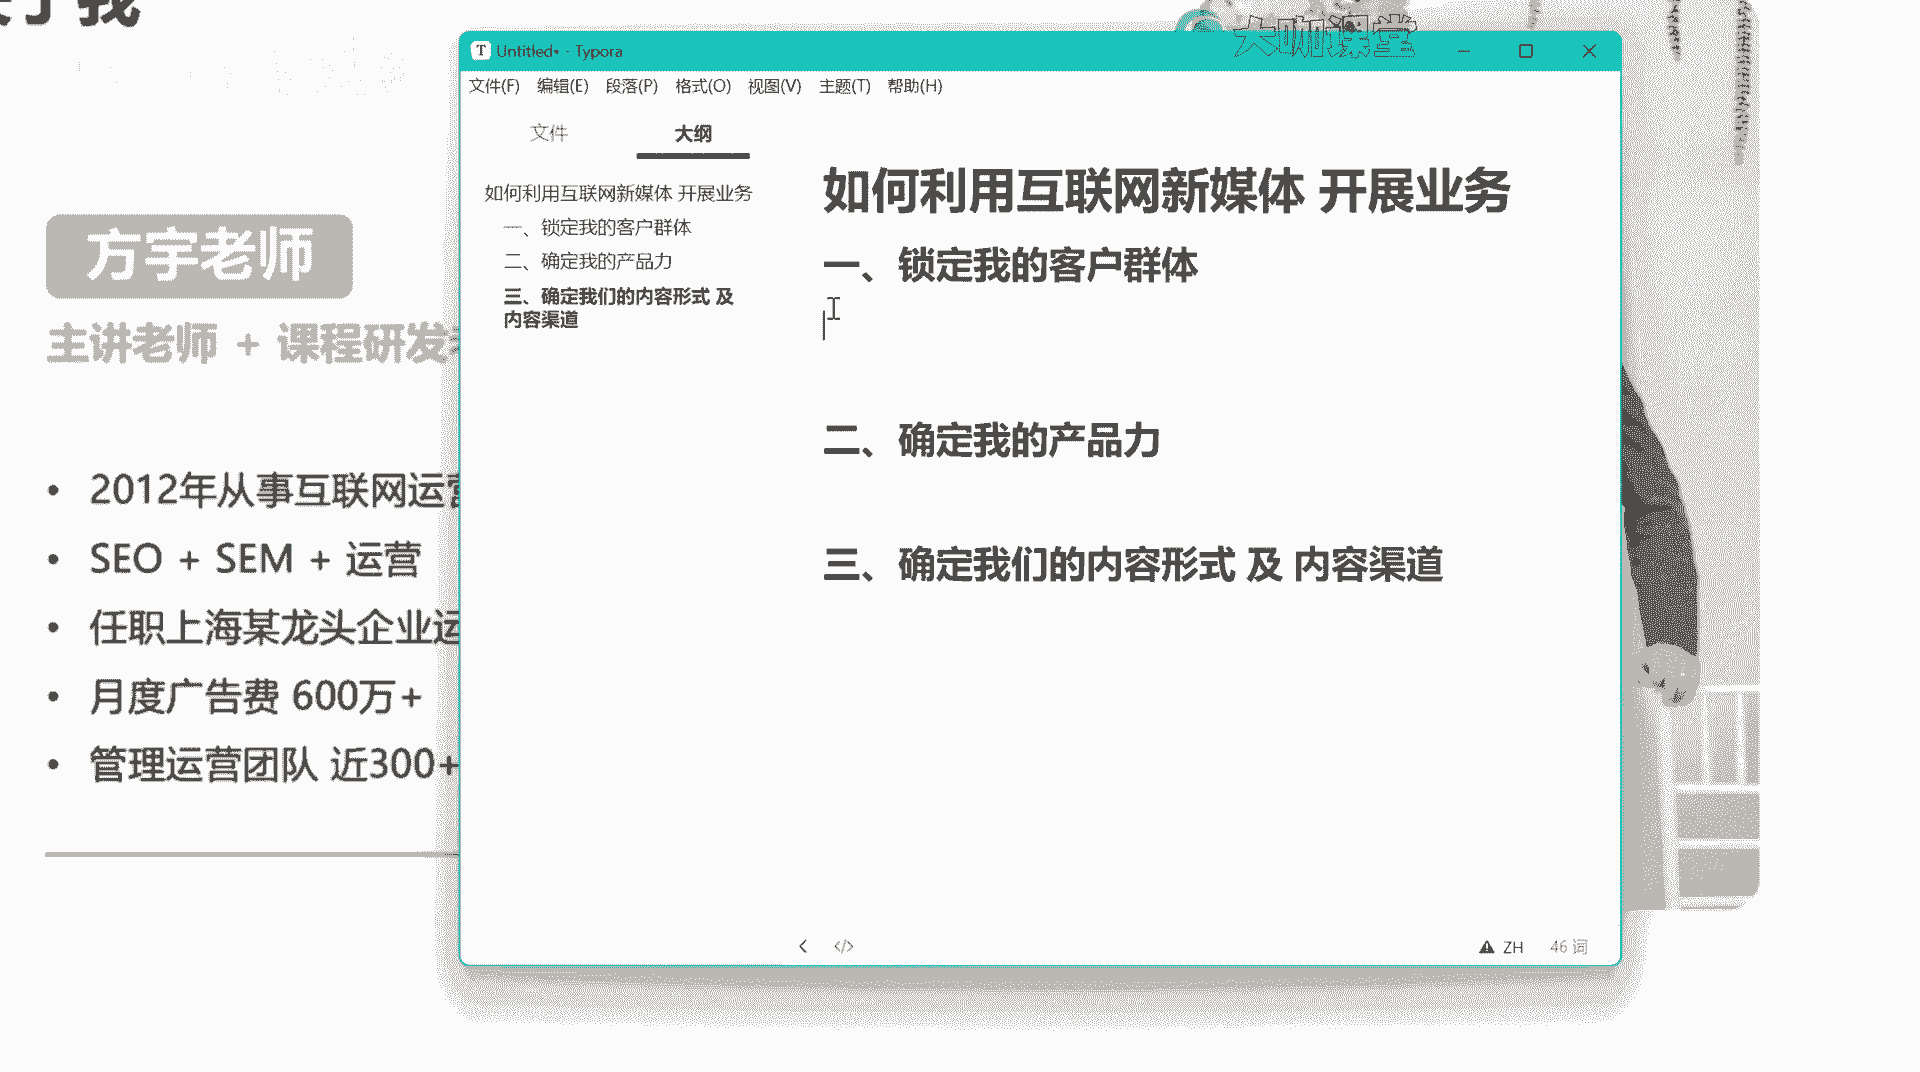 我
大咖课堂
Untitled• - Typora
文件(F) 编辑(E) 段落(P) 格式(O) 视图(V) 主题(T) 帮助(H)
文件 大纲
如何利用互联网新媒体 开展业务
一、锁定我的客户群体
二、确定我的产品力
三、确定我们的内容形式 及
内容渠道
如何利用互联网新媒体 开展业务
一、锁定我的客户群体
二、确定我的产品力
三、确定我们的内容形式 及 内容渠道
ZH 46 词
方宇老师
主讲老师 + 课程研发
• 2012年从事互联网运营
• SEO + SEM + 运营
• 任职上海某龙头企业运
• 月度广告费 600万+
• 管理运营团队 近300+